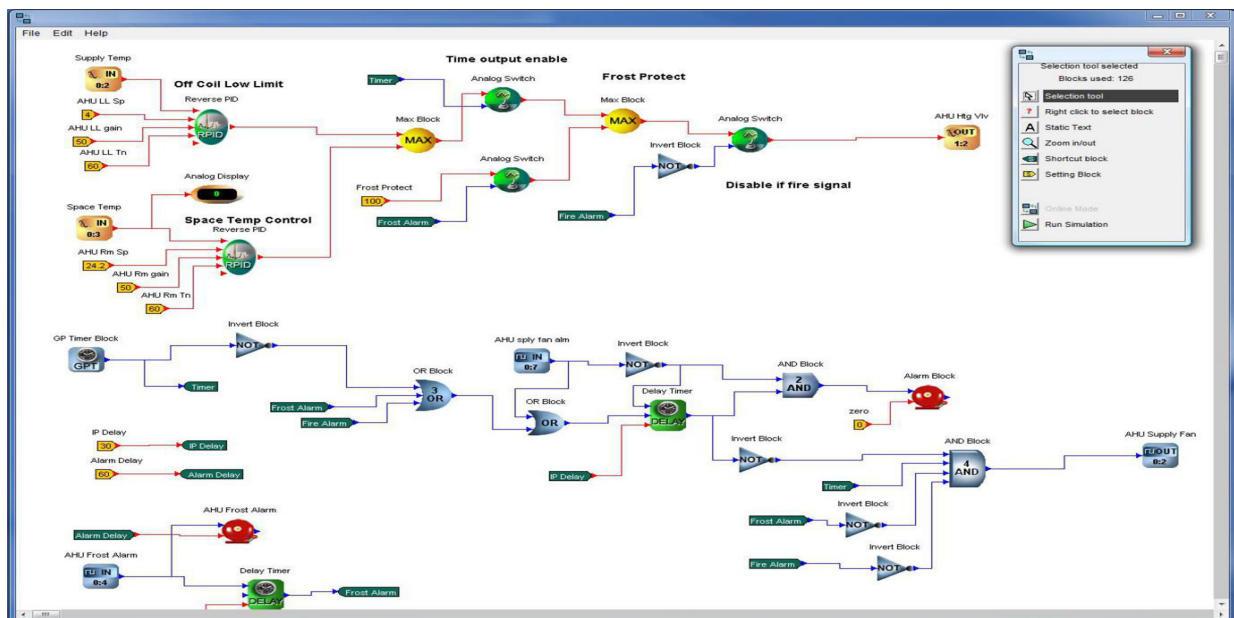 File Edit Help
Supply Temp
IN
0:2
Off Coil Low Limit
Reverse PID
RPID
AHU LL Sp
4
AHU LL gain
50
AHU LL Tn
60
Time output enable
Timer
Analog Switch
Max Block
MAX
Frost Protect
Max Block
MAX
Analog Switch
Analog Switch
Frost Protect
100
Frost Alarm
Invert Block
NOT
Fire Alarm
Disable if fire signal
AHU Htg Vlv
OUT
1:2
Analog Display
0
Space Temp
IN
0:3
Space Temp Control
Reverse PID
RPID
AHU Rm Sp
24.2
AHU Rm gain
50
AHU Rm Tn
60
Selection tool selected
Blocks used: 126
Selection tool
Right click to select block
Static Text
Zoom in/out
Shortcut block
Setting Block
Online Mode
Run Simulation
GP Timer Block
GPT
Timer
Invert Block
NOT
Frost Alarm
Fire Alarm
OR Block
3
OR
AHU sply fan alm
IN
0:7
OR Block
OR
Invert Block
NOT
Delay Timer
DELAY
IP Delay
AND Block
2
AND
Alarm Block
zero
0
Invert Block
NOT
Timer
AND Block
4
AND
AHU Supply Fan
OUT
0:2
Frost Alarm
Invert Block
NOT
Fire Alarm
Invert Block
NOT
IP Delay
30
IP Delay
Alarm Delay
60
Alarm Delay
AHU Frost Alarm
Alarm Delay
AHU Frost Alarm
IN
0:4
Delay Timer
DELAY
Frost Alarm